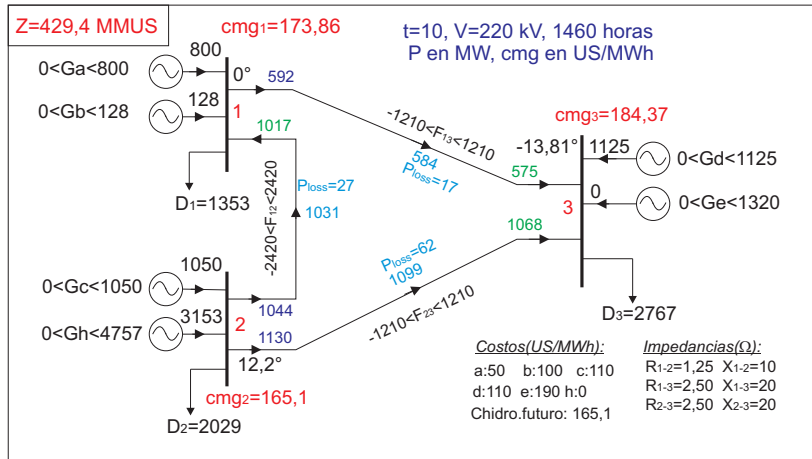 Z=429,4 MMUS
cmg1=173,86
t=10, V=220 kV, 1460 horas
P en MW, cmg en US/MWh
800
0<Ga<800
0°
592
128
0<Gb<128
1
1017
D1=1353
-2420<F12<2420
Ploss=27
1031
-1210<F13<1210
584
Ploss=17
cmg3=184,37
-13,81°
1125
0<Gd<1125
575
0
0<Ge<1320
3
1068
D3=2767
1050
0<Gc<1050
1044
3153
0<Gh<4757
2
1130
12,2°
cmg2=165,1
D2=2029
Ploss=62
1099
-1210<F23<1210
Costos(US/MWh):
a:50 b:100 c:110
d:110 e:190 h:0
Chidro.futuro: 165,1
Impedancias(Ω):
R1-2=1,25 X1-2=10
R1-3=2,50 X1-3=20
R2-3=2,50 X2-3=20